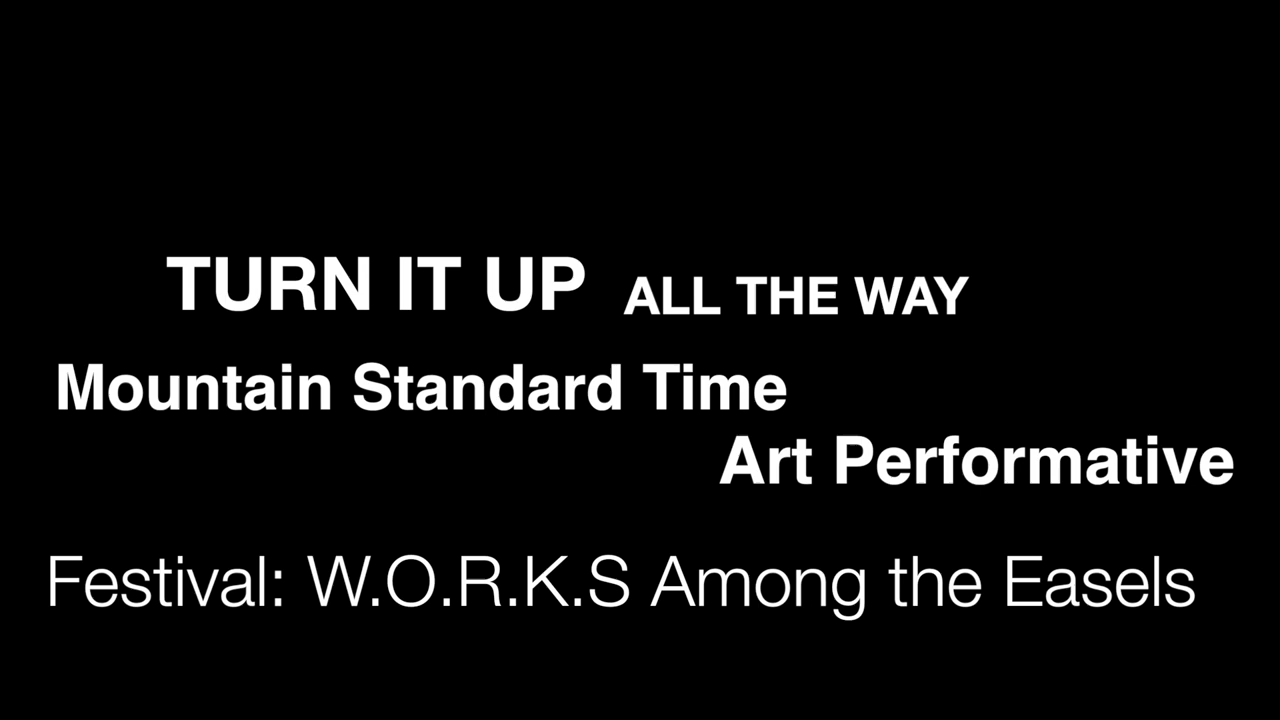 TURN IT UP ALL THE WAY
Mountain Standard Time
Art Performative
Festival: W.O.R.K.S Among the Easels